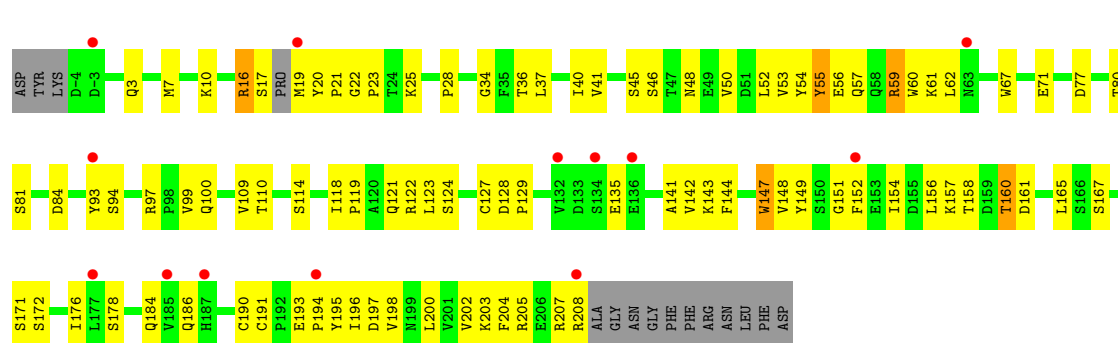 ASP TYR LYS D-4 D-3 Q3 M7 K10 R16 S17 PRO M19 Y20 P21 G22 P23 T24 K25 P28 G34 F35 T36 L37 I40 V41 S45 S46 T47 N48 E49 V50 D51 L52 V53 Y54 Y55 E56 Q57 Q58 R59 W60 K61 L62 N63 W67 E71 D77 T80
S81 D84 Y93 S94 R97 P98 V99 Q100 V109 T110 S114 I118 P119 A120 Q121 R122 L123 S124 C127 D128 P129 V132 D133 S134 E135 E136 A141 V142 K143 F144 W147 V148 Y149 S150 G151 F152 E153 I154 D155 L156 K157 T158 D159 T160 D161 L165 S166 S167
S171 S172 I176 L177 S178 Q184 V185 Q186 H187 C190 C191 P192 E193 P194 Y195 I196 D197 V198 N199 L200 V201 V202 K203 F204 R205 E206 R207 R208 ALA GLY ASN GLY PHE PHE ARG ASN LEU PHE ASP